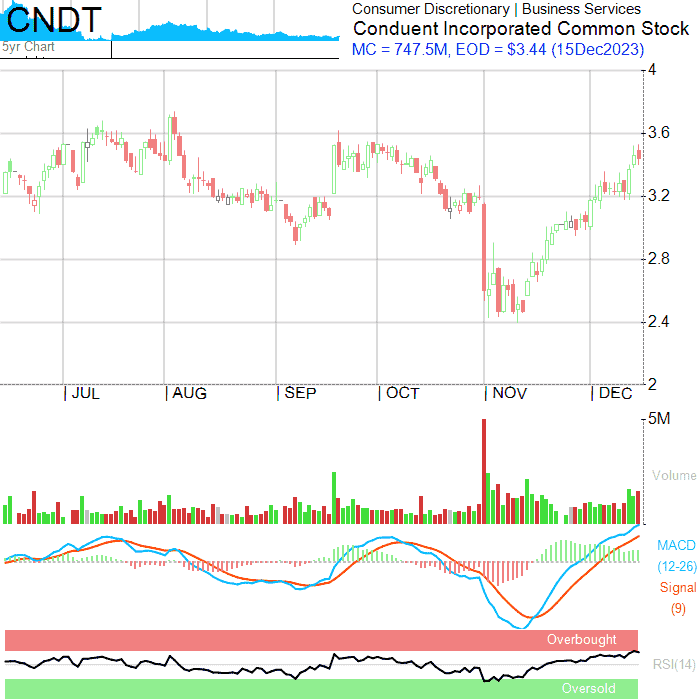 CNDT
5yr Chart
Consumer Discretionary | Business Services
Conduent Incorporated Common Stock
MC = 747.5M, EOD = $3.44 (15Dec2023)
4
3.6
3.2
2.8
2.4
2
JUL AUG SEP OCT NOV DEC
5M
Volume
MACD
(12-26)
Signal
(9)
Overbought
RSI(14)
Oversold